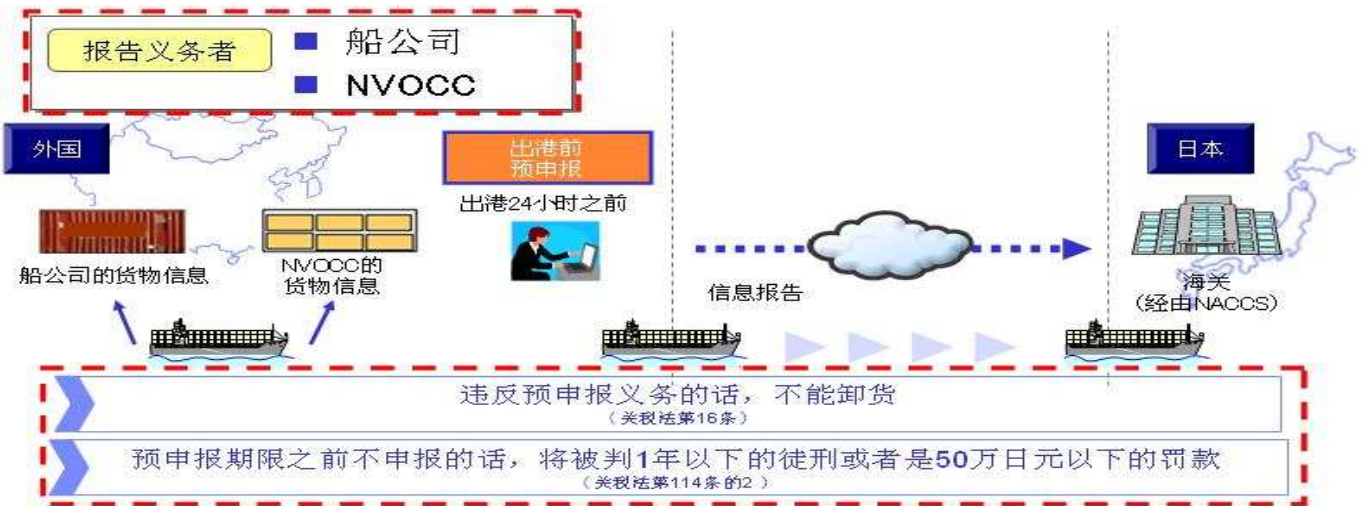 报告义务者
船公司
NVOCC
外国
出港前
预申报
日本
出港24小时之前
船公司的货物信息
NVOCC的
货物信息
信息报告
海关
(经由NACCS)
违反预申报义务的话，不能卸货
（关税法第16条）
预申报期限之前不申报的话，将被判1年以下的徒刑或者是50万日元以下的罚款
（关税法第114条的2 ）